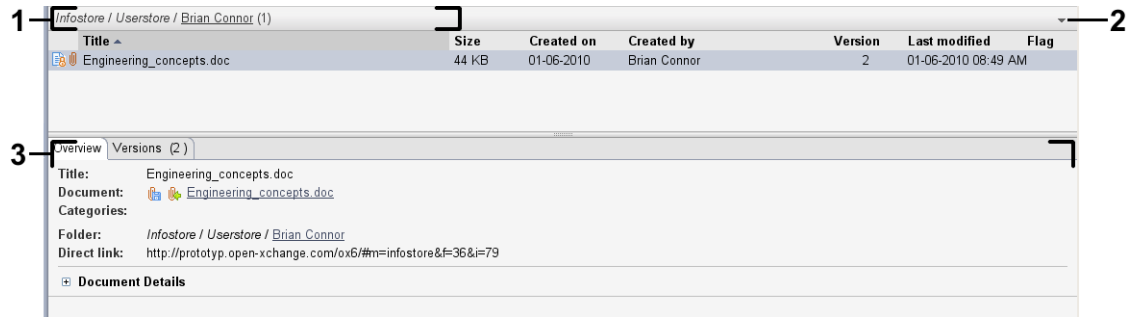 1 Infostore / Userstore / Brian Connor (1) 2
Title Size Created on Created by Version Last modified Flag
Engineering_concepts.doc 44 KB 01-06-2010 Brian Connor 2 01-06-2010 08:49 AM
3 Overview Versions (2 )
Title: Engineering_concepts.doc
Document: Engineering_concepts.doc
Categories:
Folder: Infostore / Userstore / Brian Connor
Direct link: http://prototyp.open-xchange.com/ox6/#m=infostore&f=36&i=79
Document Details